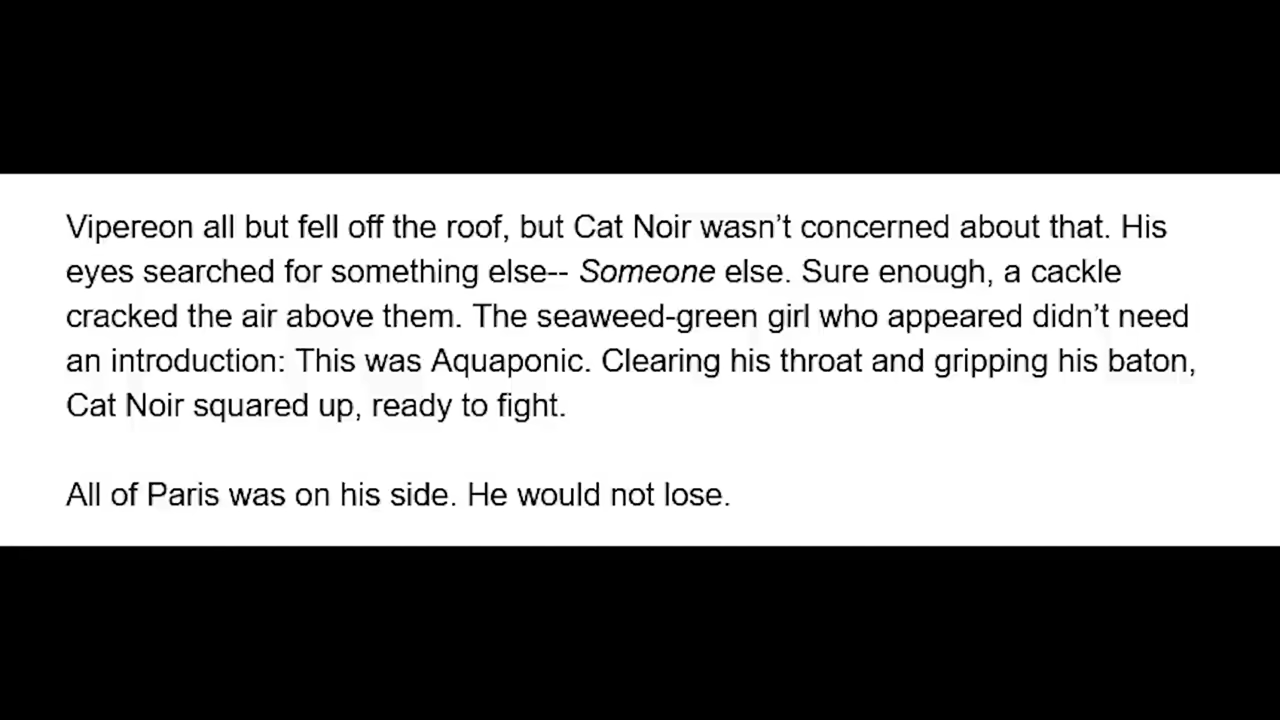 Vipereon all but fell off the roof, but Cat Noir wasn’t concerned about that. His
eyes searched for something else-- Someone else. Sure enough, a cackle
cracked the air above them. The seaweed-green girl who appeared didn’t need
an introduction: This was Aquaponic. Clearing his throat and gripping his baton,
Cat Noir squared up, ready to fight.
All of Paris was on his side. He would not lose.